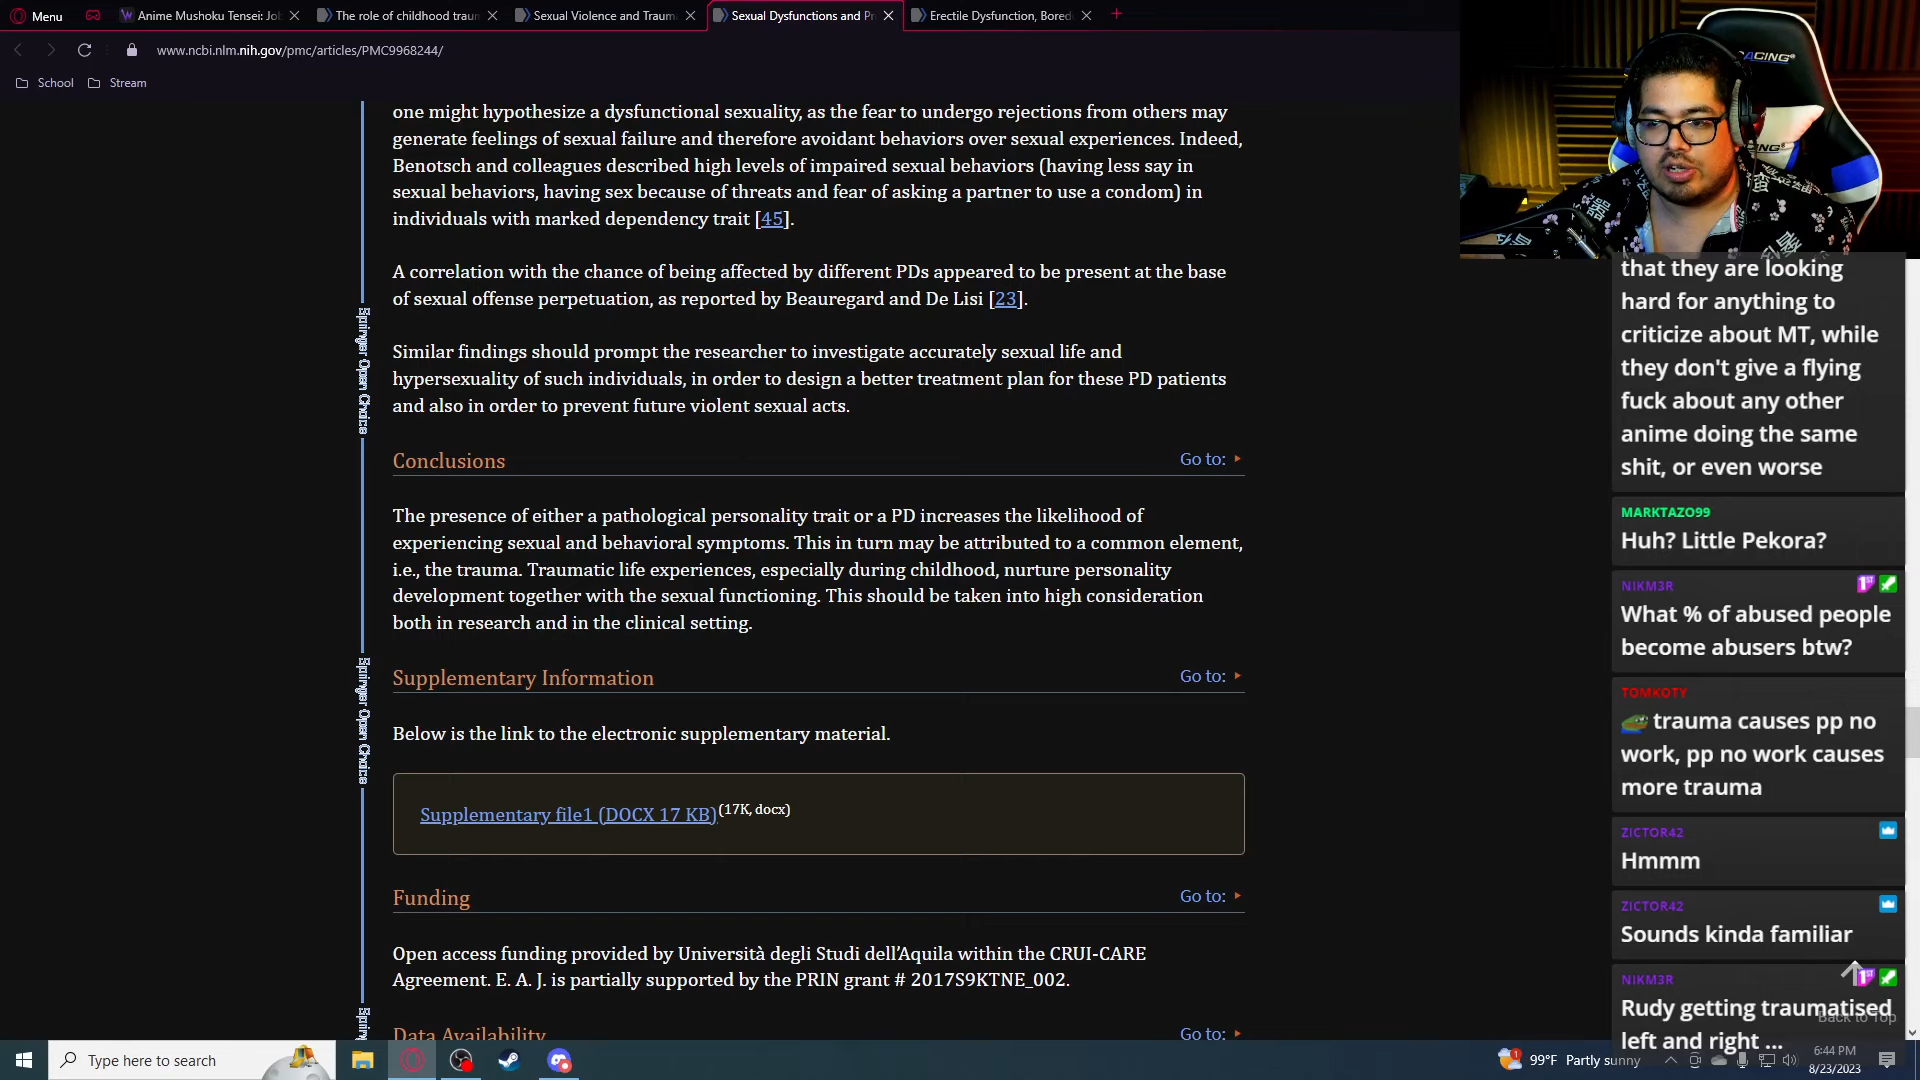 Menu
Anime Mushoku Tensei: Jol
The role of childhood traun
Sexual Violence and Trauma
Sexual Dysfunctions and Pr
Erectile Dysfunction, Bored
www.ncbi.nlm.nih.gov/pmc/articles/PMC9968244/
School
Stream
one might hypothesize a dysfunctional sexuality, as the fear to undergo rejections from others may
generate feelings of sexual failure and therefore avoidant behaviors over sexual experiences. Indeed,
Benotsch and colleagues described high levels of impaired sexual behaviors (having less say in
sexual behaviors, having sex because of threats and fear of asking a partner to use a condom) in
individuals with marked dependency trait [45].
A correlation with the chance of being affected by different PDs appeared to be present at the base
of sexual offense perpetuation, as reported by Beauregard and De Lisi [23].
Similar findings should prompt the researcher to investigate accurately sexual life and
hypersexuality of such individuals, in order to design a better treatment plan for these PD patients
and also in order to prevent future violent sexual acts.
Conclusions
Go to:
The presence of either a pathological personality trait or a PD increases the likelihood of
experiencing sexual and behavioral symptoms. This in turn may be attributed to a common element,
i.e., the trauma. Traumatic life experiences, especially during childhood, nurture personality
development together with the sexual functioning. This should be taken into high consideration
both in research and in the clinical setting.
Supplementary Information
Go to:
Below is the link to the electronic supplementary material.
Supplementary file1 (DOCX 17 KB)(17K, docx)
Funding
Go to:
Open access funding provided by Università degli Studi dell'Aquila within the CRUI-CARE
Agreement. E. A. J. is partially supported by the PRIN grant # 2017S9KTNE_002.
Data Availability
Go to:
Springer Open Choice
Springer Open Choice
that they are looking
hard for anything to
criticize about MT, while
they don't give a flying
fuck about any other
anime doing the same
shit, or even worse
MARKTAZO99
Huh? Little Pekora?
NIKM3R
What % of abused people
become abusers btw?
TOMKOTY
trauma causes pp no
work, pp no work causes
more trauma
ZICTOR42
Hmmm
ZICTOR42
Sounds kinda familiar
NIKM3R
Rudy getting traumatised
left and right ...
Back to Top
Type here to search
99°F Partly sunny
6:44 PM
8/23/2023